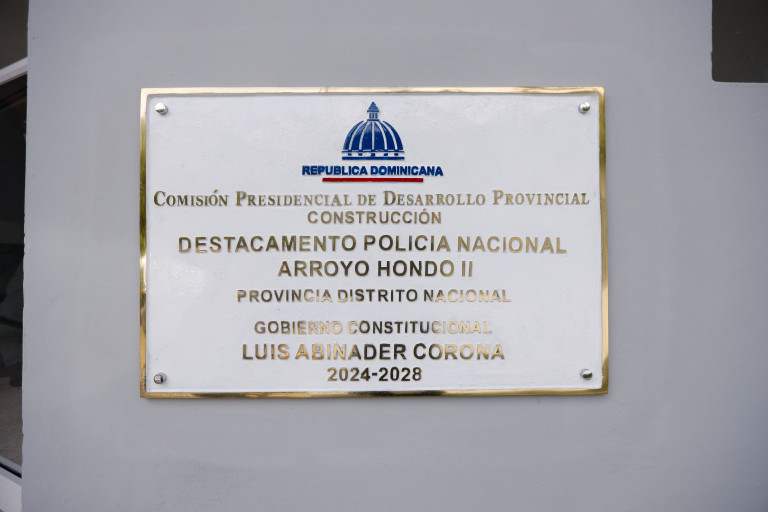 REPUBLICA DOMINICANA
COMISIÓN PRESIDENCIAL DE DESARROLLO PROVINCIAL
CONSTRUCCIÓN
DESTACAMENTO POLICIA NACIONAL
ARROYO HONDO II
PROVINCIA DISTRITO NACIONAL
GOBIERNO CONSTITUCIONAL
LUIS ABINADER CORONA
2024-2028